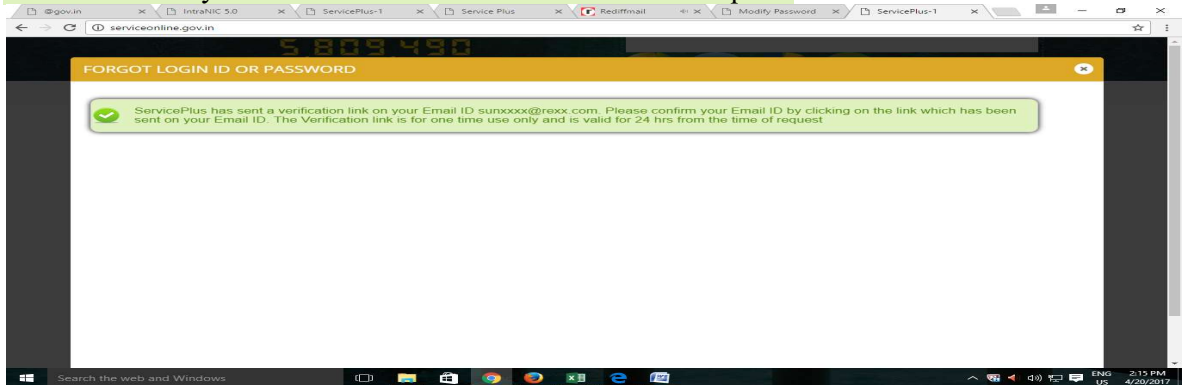 @gov.in
IntraNIC 5.0
ServicePlus-1
Service Plus
Rediffmail
Modify Password
ServicePlus-1
serviceonline.gov.in
5 809 490
FORGOT LOGIN ID OR PASSWORD
ServicePlus has sent a verification link on your Email ID sunxxxx@rexx.com. Please confirm your Email ID by clicking on the link which has been
sent on your Email ID. The Verification link is for one time use only and is valid for 24 hrs from the time of request
Search the web and Windows
ENG 2:15 PM
US 4/20/2017